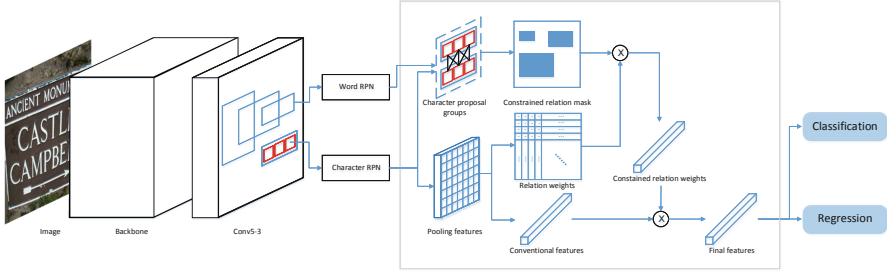 ANCIENT MONUM
CASTL
CAMPBE
Image
Backbone
Conv5-3
Word RPN
Character RPN
Character proposal
groups
Constrained relation mask
X
Pooling features
Relation weights
Conventional features
Constained relation weights
X
Final features
Classification
Regression